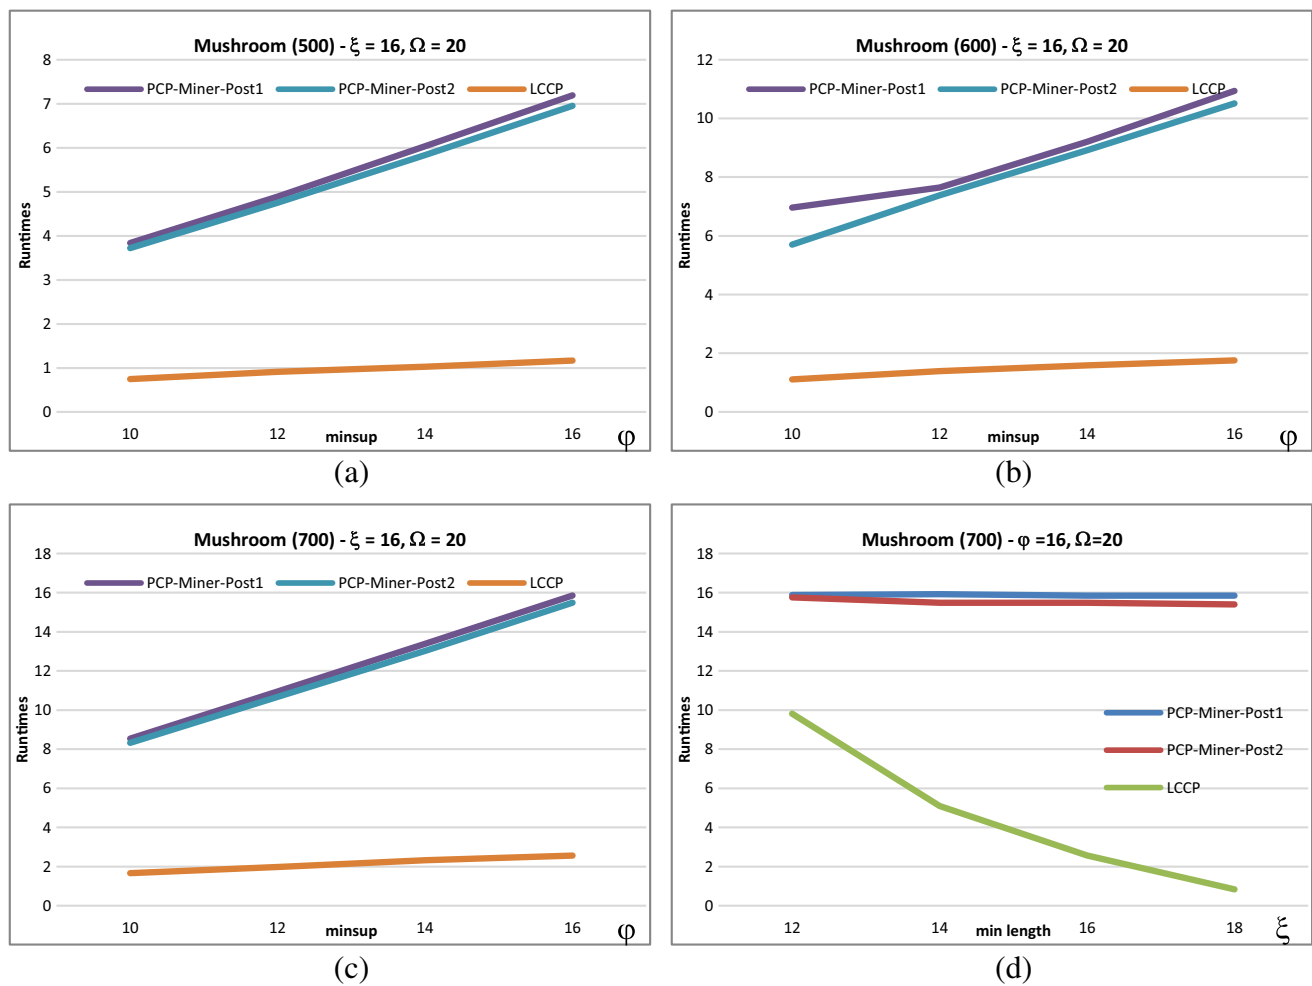 Mushroom (500) - ξ = 16, Ω = 20
8
PCP-Miner-Post1 PCP-Miner-Post2 LCCP
7
6
5
4
3
2
1
0
Runtimes
10 12 14 16
minsup φ
(a)
Mushroom (600) - ξ = 16, Ω = 20
12
PCP-Miner-Post1 PCP-Miner-Post2 LCCP
10
8
6
4
2
0
Runtimes
10 12 14 16
minsup φ
(b)
Mushroom (700) - ξ = 16, Ω = 20
18
PCP-Miner-Post1 PCP-Miner-Post2 LCCP
16
14
12
10
8
6
4
2
0
Runtimes
10 12 14 16
minsup φ
(c)
Mushroom (700) - φ =16, Ω=20
18
16
14
12
10
8
6
4
2
0
Runtimes
PCP-Miner-Post1
PCP-Miner-Post2
LCCP
12 14 16 18
min length ξ
(d)